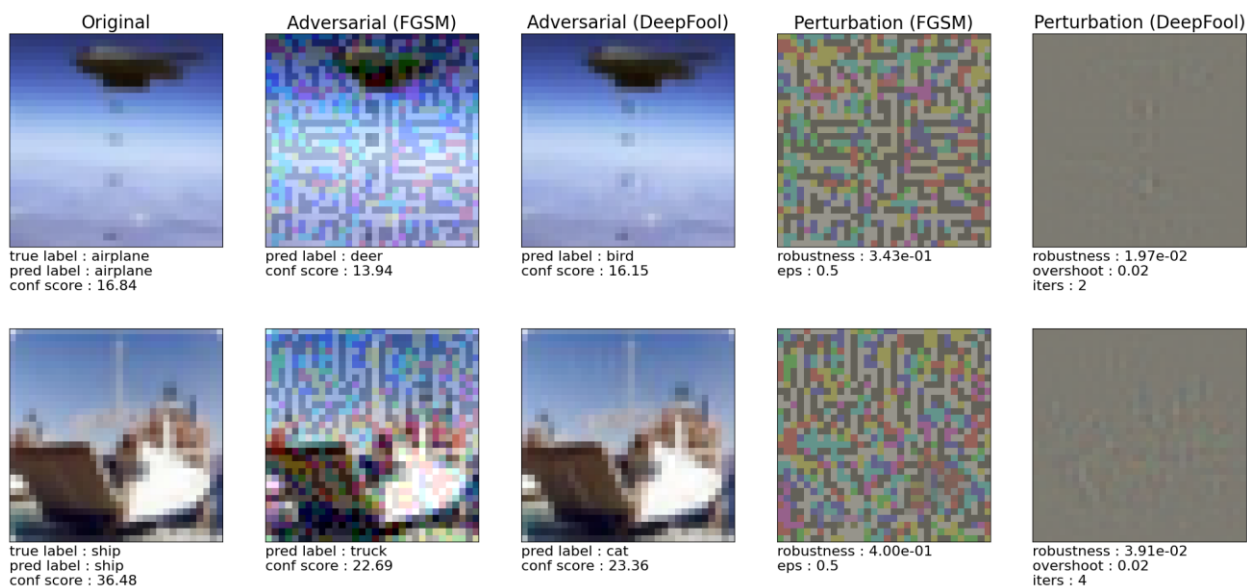 Original
Adversarial (FGSM)
Adversarial (DeepFool)
Perturbation (FGSM)
Perturbation (DeepFool)
true label : airplane
pred label : airplane
conf score : 16.84
pred label : deer
conf score : 13.94
pred label : bird
conf score : 16.15
robustness : 3.43e-01
eps : 0.5
robustness : 1.97e-02
overshoot : 0.02
iters : 2
true label : ship
pred label : ship
conf score : 36.48
pred label : truck
conf score : 22.69
pred label : cat
conf score : 23.36
robustness : 4.00e-01
eps : 0.5
robustness : 3.91e-02
overshoot : 0.02
iters : 4